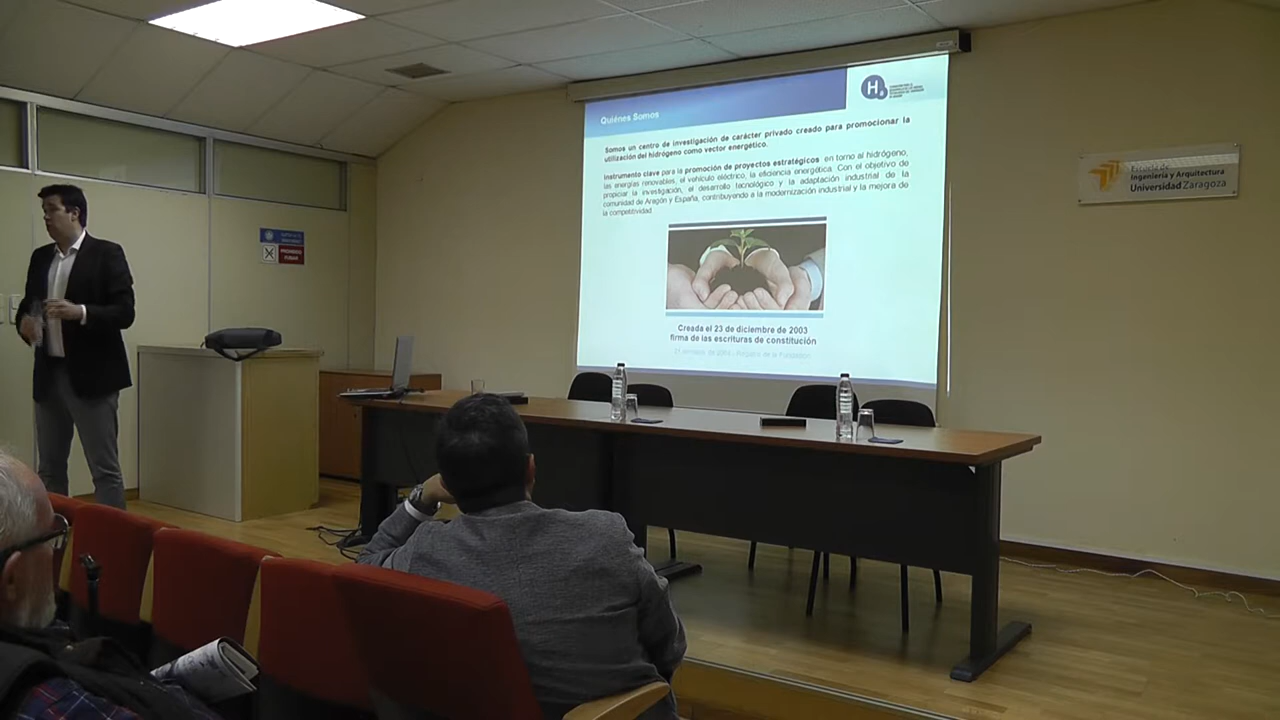 Quiénes Somos
Somos un centro de investigación de carácter privado creado para promocionar la
utilización del hidrógeno como vector energético.
Instrumento clave para la promoción de proyectos estratégicos en torno al hidrógeno,
las energías renovables, el vehículo eléctrico, la eficiencia energética. Con el objetivo de
propiciar la investigación, el desarrollo tecnológico y la adaptación industrial de la
comunidad de Aragón y España, contribuyendo a la modernización industrial y la mejora de
la competitividad
Creada el 23 de diciembre de 2003
firma de las escrituras de constitución
de la Fundación
Escuela de
Ingeniería y Arquitectura
Universidad Zaragoza
PROHIBIDO
FUMAR